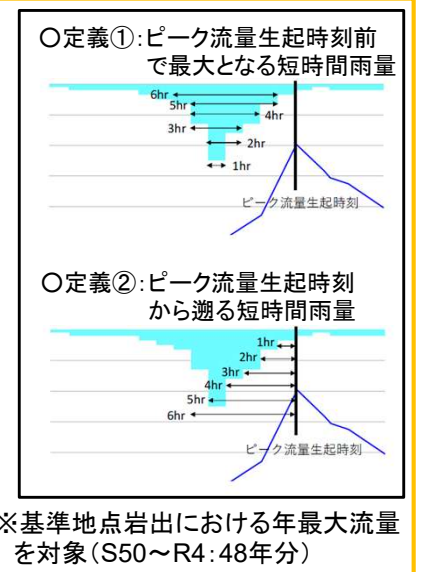 〇定義①:ピーク流量生起時刻前
で最大となる短時間雨量
6hr
5hr
4hr
3hr
2hr
1hr
ピーク流量生起時刻
〇定義②:ピーク流量生起時刻
から遡る短時間雨量
1hr
2hr
3hr
4hr
5hr
6hr
ピーク流量生起時刻
※基準地点岩出における年最大流量
を対象(S50～R4:48年分)